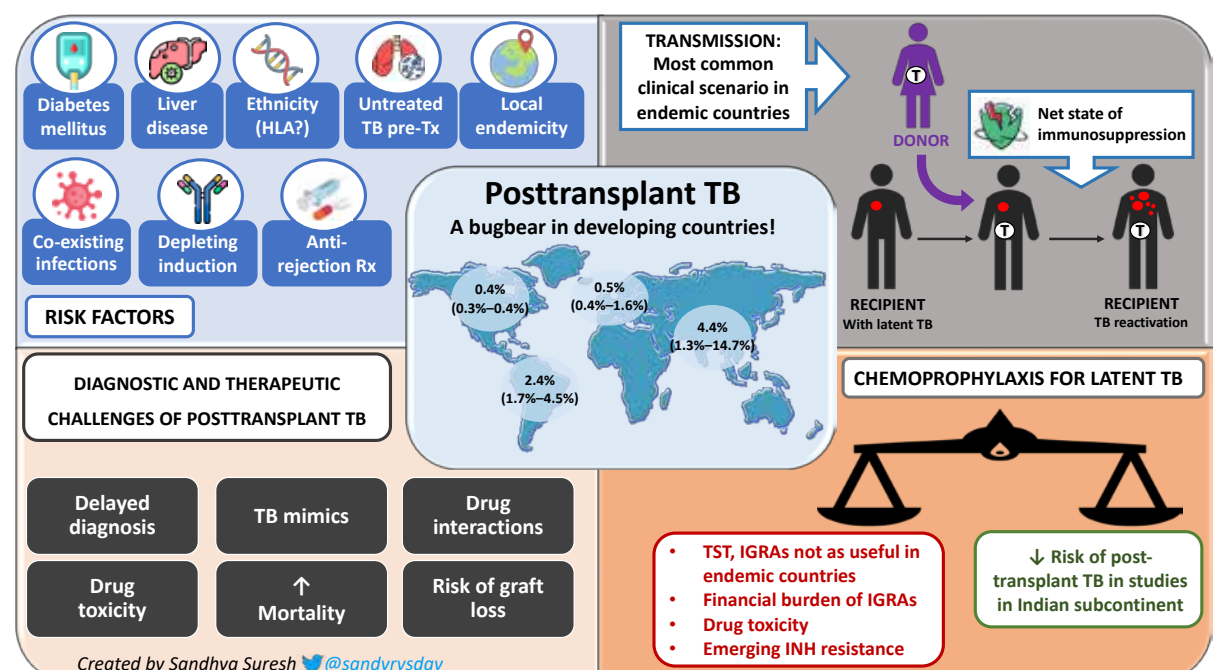 Diabetes
mellitus
Liver
disease
Ethnicity
(HLA?)
Untreated
TB pre-Tx
Local
endemicity
Co-existing
infections
Depleting
induction
Anti-
rejection Rx
RISK FACTORS
TRANSMISSION:
Most common
clinical scenario in
endemic countries
T
DONOR
Net state of
immunosuppression
T
T
RECIPIENT
With latent TB
RECIPIENT
TB reactivation
Posttransplant TB
A bugbear in developing countries!
0.4%
(0.3%–0.4%)
0.5%
(0.4%–1.6%)
4.4%
(1.3%–14.7%)
2.4%
(1.7%–4.5%)
DIAGNOSTIC AND THERAPEUTIC
CHALLENGES OF POSTTRANSPLANT TB
Delayed
diagnosis
TB mimics
Drug
interactions
Drug
toxicity
↑
Mortality
Risk of graft
loss
Created by Sandhya Suresh @sandyrysday
CHEMOPROPHYLAXIS FOR LATENT TB
• TST, IGRAs not as useful in
endemic countries
• Financial burden of IGRAs
• Drug toxicity
• Emerging INH resistance
↓ Risk of post-
transplant TB in studies
in Indian subcontinent